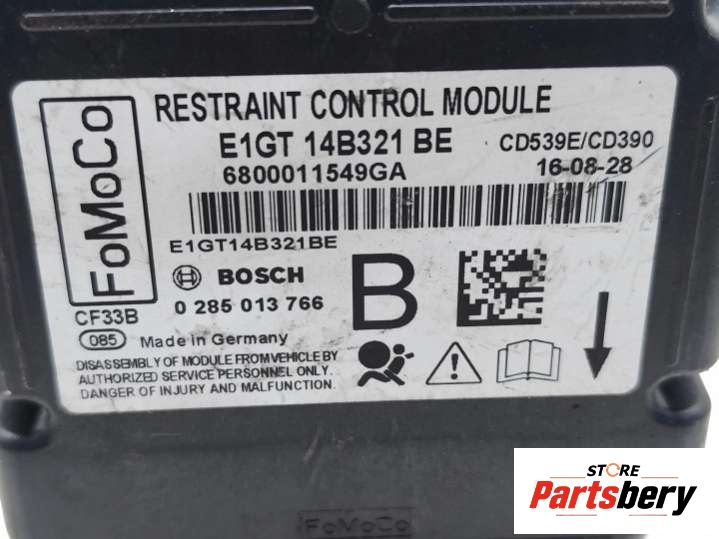 FoMoCo
RESTRAINT CONTROL MODULE
E1GT 14B321 BE
CD539E/CD390
6800011549GA
16-08-28
E1GT14B321BE
BOSCH
B
0 285 013 766
CF33B
085 Made in Germany
DISASSEMBLY OF MODULE FROM VEHICLE BY
AUTHORIZED SERVICE PERSONNEL ONLY.
DANGER OF INJURY AND MALFUNCTION.
FoMoCo
STORE
Partsbery